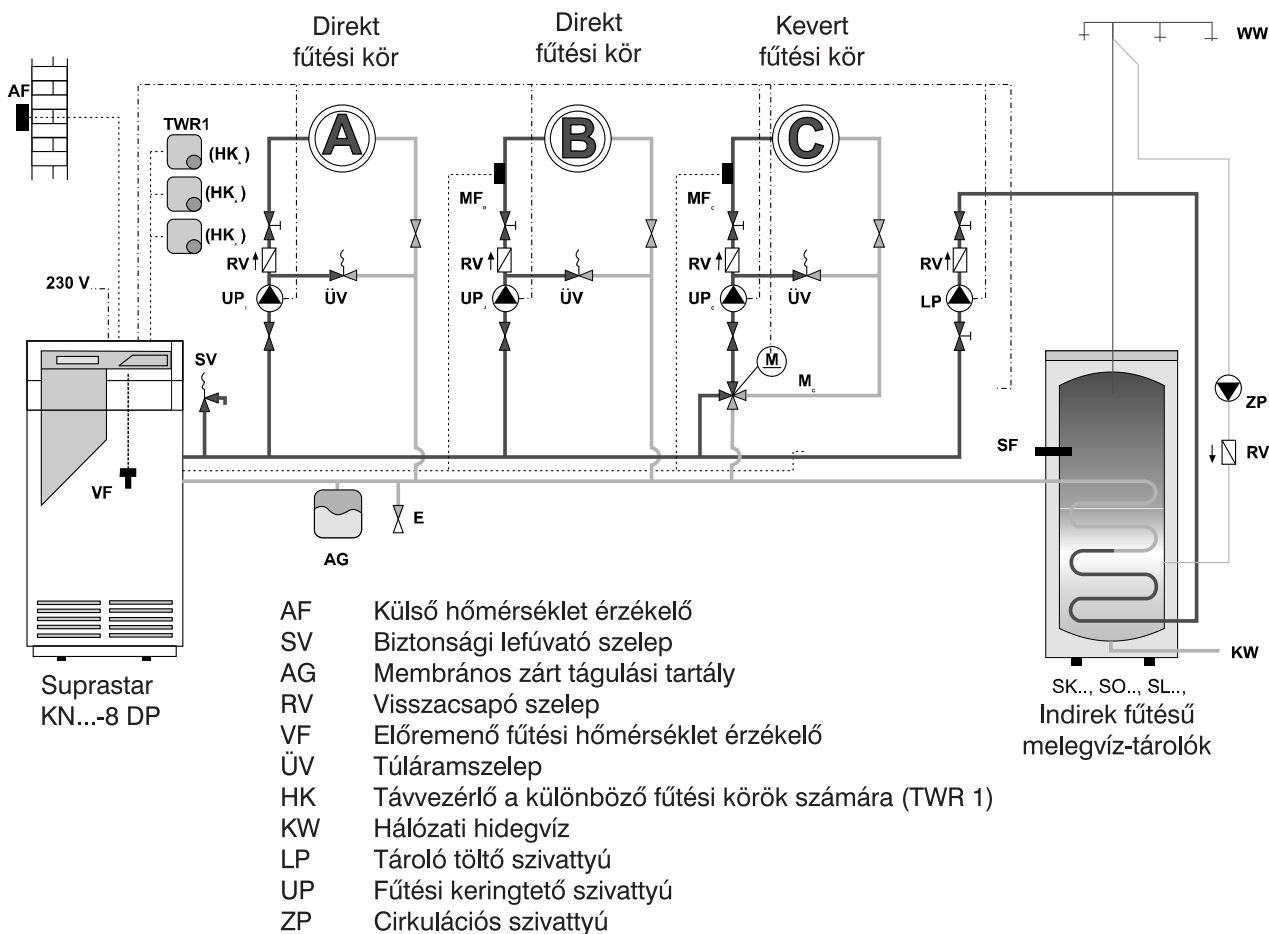 Direkt
fűtési kör
Direkt
fűtési kör
Kevert
fűtési kör
WW
AF
TWR1
A
B
C
(HK
(HK
(HK
MF
MF
RV
RV
RV
RV
230 V
UP
ÜV
UP
ÜV
UP
ÜV
LP
SV
M
M
ZP
SF
RV
VF
E
AG
KW
Suprastar
KN...-8 DP
SK.., SO.., SL..,
Indirek fűtésű
melegvíz-tárolók
AF Külső hőmérséklet érzékelő
SV Biztonsági lefúvató szelep
AG Membrános zárt tágulási tartály
RV Visszacsapó szelep
VF Előremenő fűtési hőmérséklet érzékelő
ÜV Túláramszelep
HK Távvezérlő a különböző fűtési körök számára (TWR 1)
KW Hálózati hidegvíz
LP Tároló töltő szivattyú
UP Fűtési keringtető szivattyú
ZP Cirkulációs szivattyú